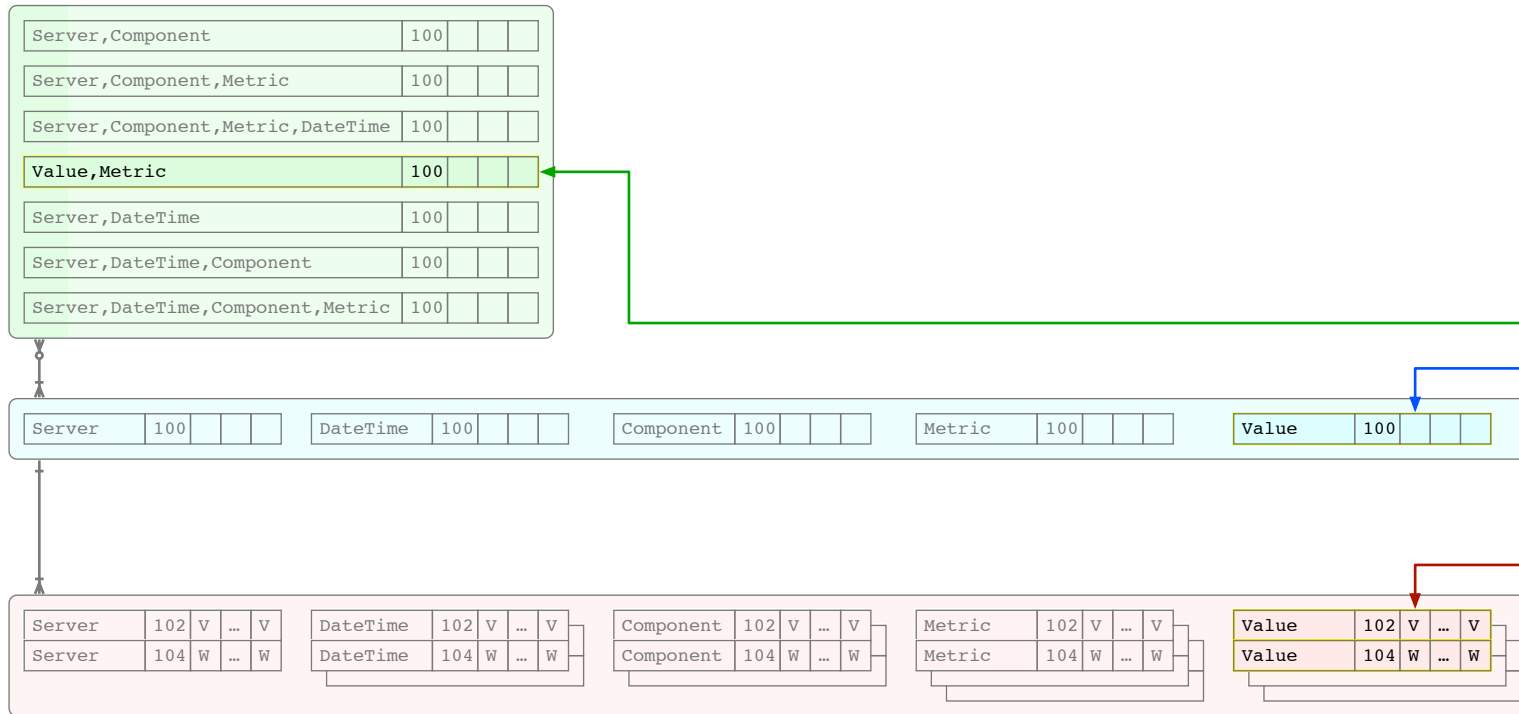 Server,Component 100
Server,Component,Metric 100
Server,Component,Metric,DateTime 100
Value,Metric 100
Server,DateTime 100
Server,DateTime,Component 100
Server,DateTime,Component,Metric 100
Server 100 DateTime 100 Component 100 Metric 100 Value 100
Server 102 V … V DateTime 102 V … V Component 102 V … V Metric 102 V … V Value 102 V … V
Server 104 W … W DateTime 104 W … W Component 104 W … W Metric 104 W … W Value 104 W … W